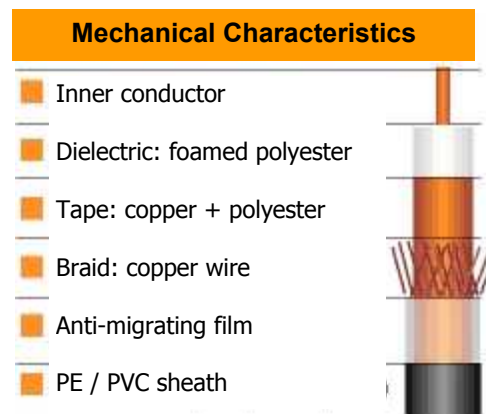 Mechanical Characteristics
Inner conductor
Dielectric: foamed polyester
Tape: copper + polyester
Braid: copper wire
Anti-migrating film
PE / PVC sheath